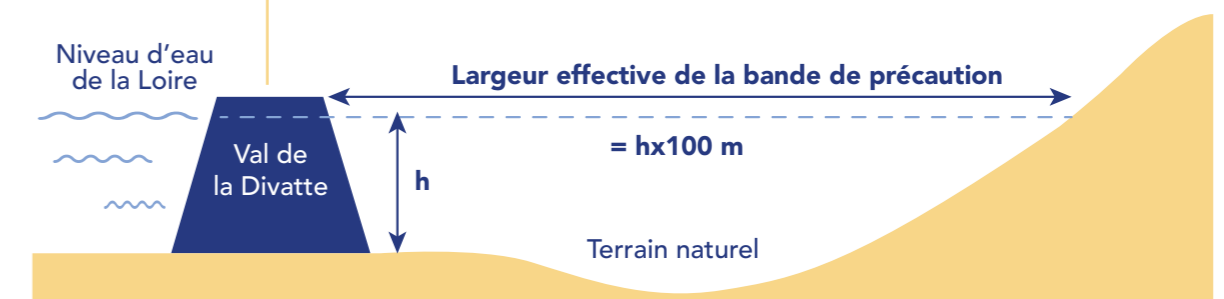 Niveau d'eau
de la Loire
Largeur effective de la bande de précaution
= hx100 m
Val de
la Divatte
h
Terrain naturel